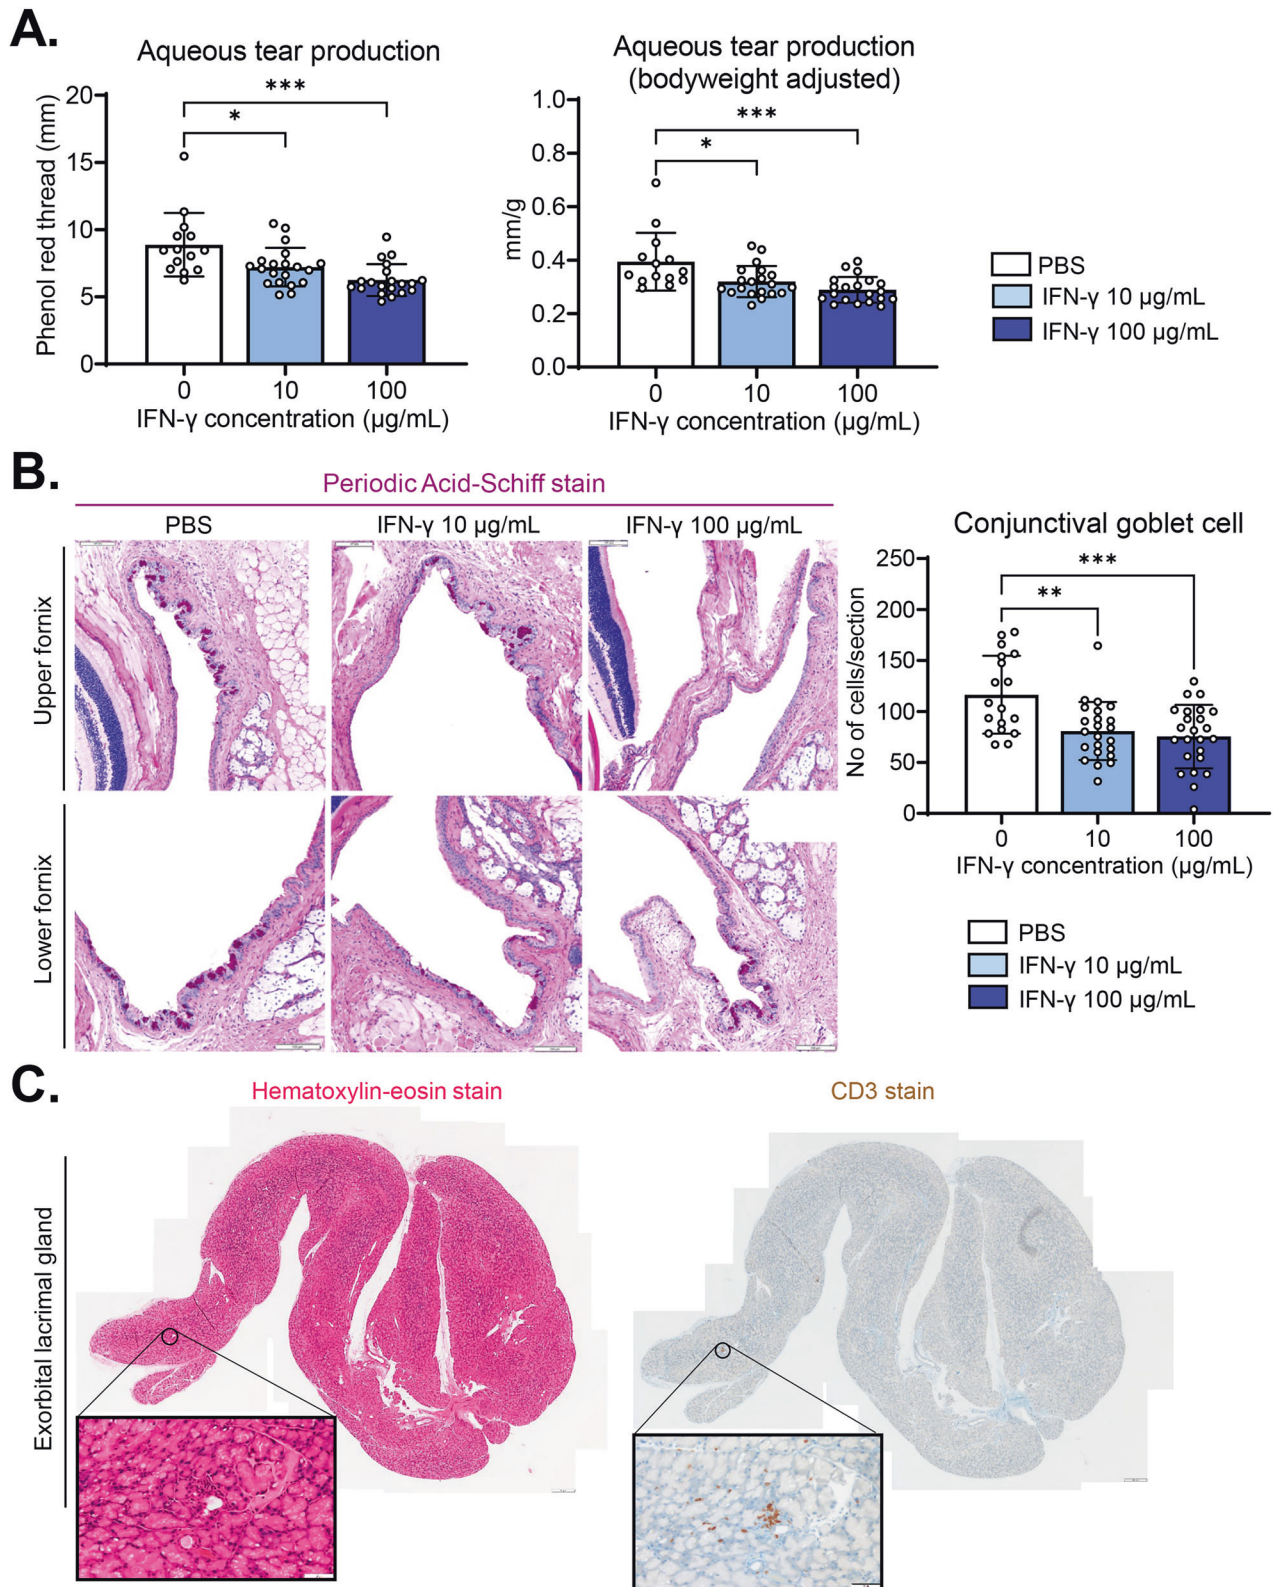 A.
Aqueous tear production
***
*
Phenol red thread (mm)
20
15
10
5
0
0 10 100
IFN-γ concentration (µg/mL)
Aqueous tear production
(bodyweight adjusted)
***
*
mm/g
1.0
0.8
0.6
0.4
0.2
0.0
0 10 100
IFN-γ concentration (µg/mL)
PBS
IFN-γ 10 µg/mL
IFN-γ 100 µg/mL
B.
Periodic Acid-Schiff stain
PBS IFN-γ 10 µg/mL IFN-γ 100 µg/mL
Upper fornix
Lower fornix
Conjunctival goblet cell
***
**
No of cells/section
250
200
150
100
50
0
0 10 100
IFN-γ concentration (µg/mL)
PBS
IFN-γ 10 µg/mL
IFN-γ 100 µg/mL
C.
Hematoxylin-eosin stain
CD3 stain
Exorbital lacrimal gland